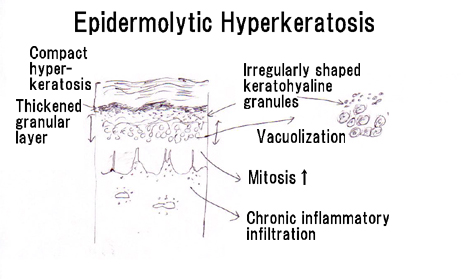 Epidermolytic Hyperkeratosis
Compact
hyper-
keratosis
Thickened
granular
layer
Irregularly shaped
keratohyaline
granules
Vacuolization
Mitosis ↑
Chronic inflammatory
infiltration